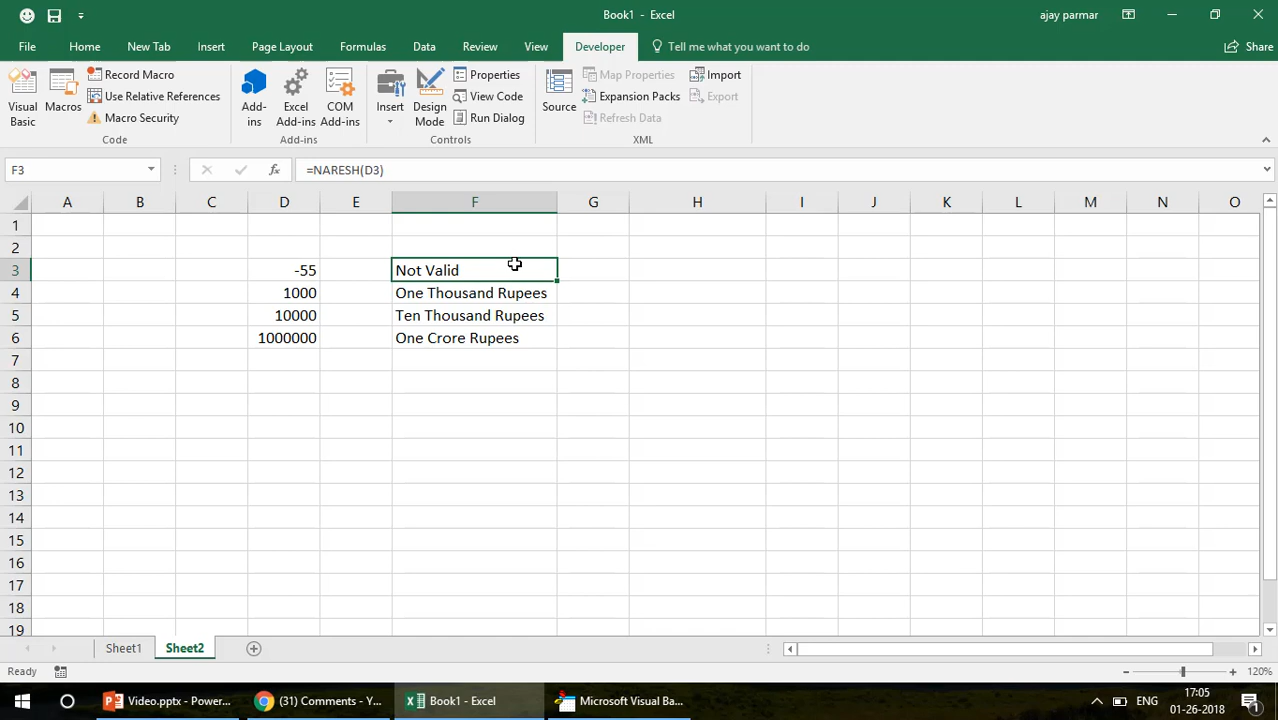 Book1 - Excel
ajay parmar
File Home New Tab Insert Page Layout Formulas Data Review View Developer Tell me what you want to do Share
Visual Basic
Macros
Record Macro
Use Relative References
Macro Security
Code
Add-ins
Excel Add-ins
COM Add-ins
Add-ins
Insert
Design Mode
Properties
View Code
Run Dialog
Controls
Source
Map Properties
Expansion Packs
Refresh Data
Import
Export
XML
F3 fx =NARESH(D3)
A B C D E F G H I J K L M N O
1
2
3 -55 Not Valid
4 1000 One Thousand Rupees
5 10000 Ten Thousand Rupees
6 1000000 One Crore Rupees
7
8
9
10
11
12
13
14
15
16
17
18
19
Sheet1 Sheet2
Ready 120%
Video.pptx - Power... (31) Comments - Y... Book1 - Excel Microsoft Visual Ba... ENG 17:05
01-26-2018 1